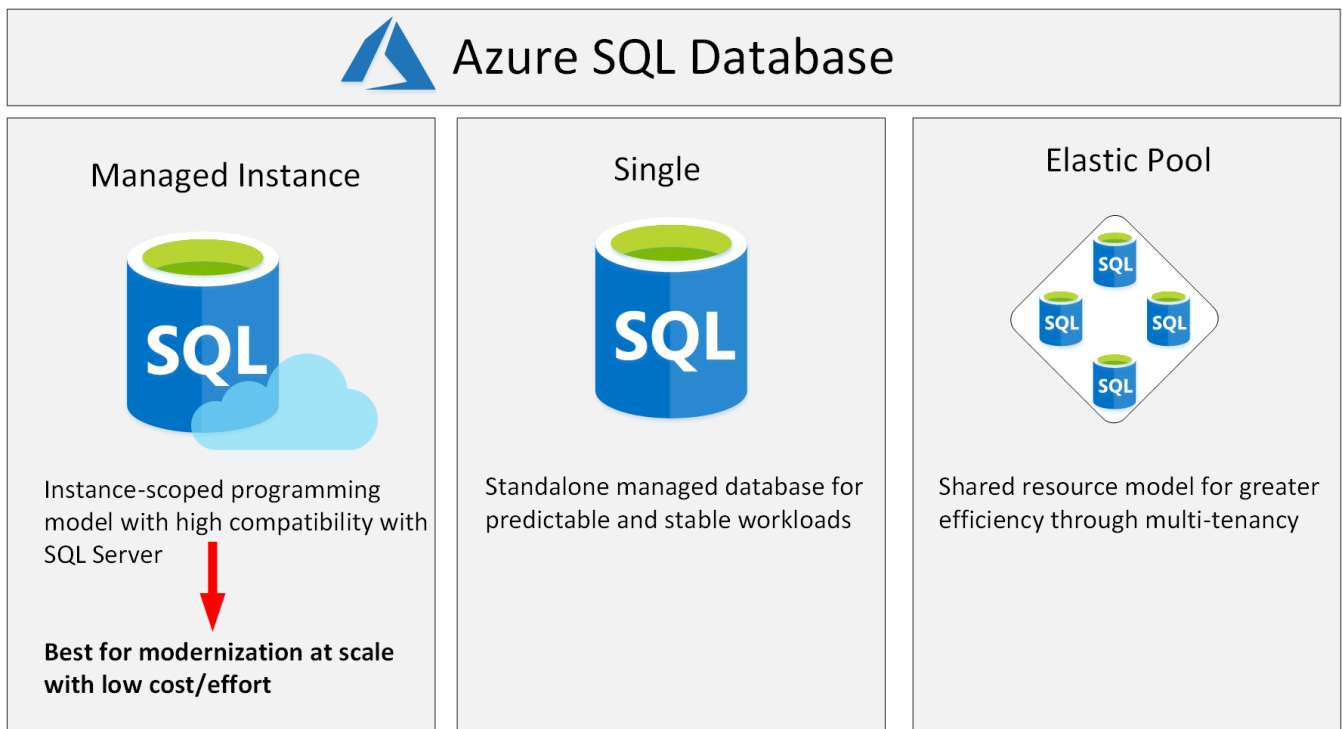 Azure SQL Database
Managed Instance
SQL
Instance-scoped programming
model with high compatibility with
SQL Server
Best for modernization at scale
with low cost/effort
Single
SQL
Standalone managed database for
predictable and stable workloads
Elastic Pool
SQL
SQL
SQL
SQL
Shared resource model for greater
efficiency through multi-tenancy